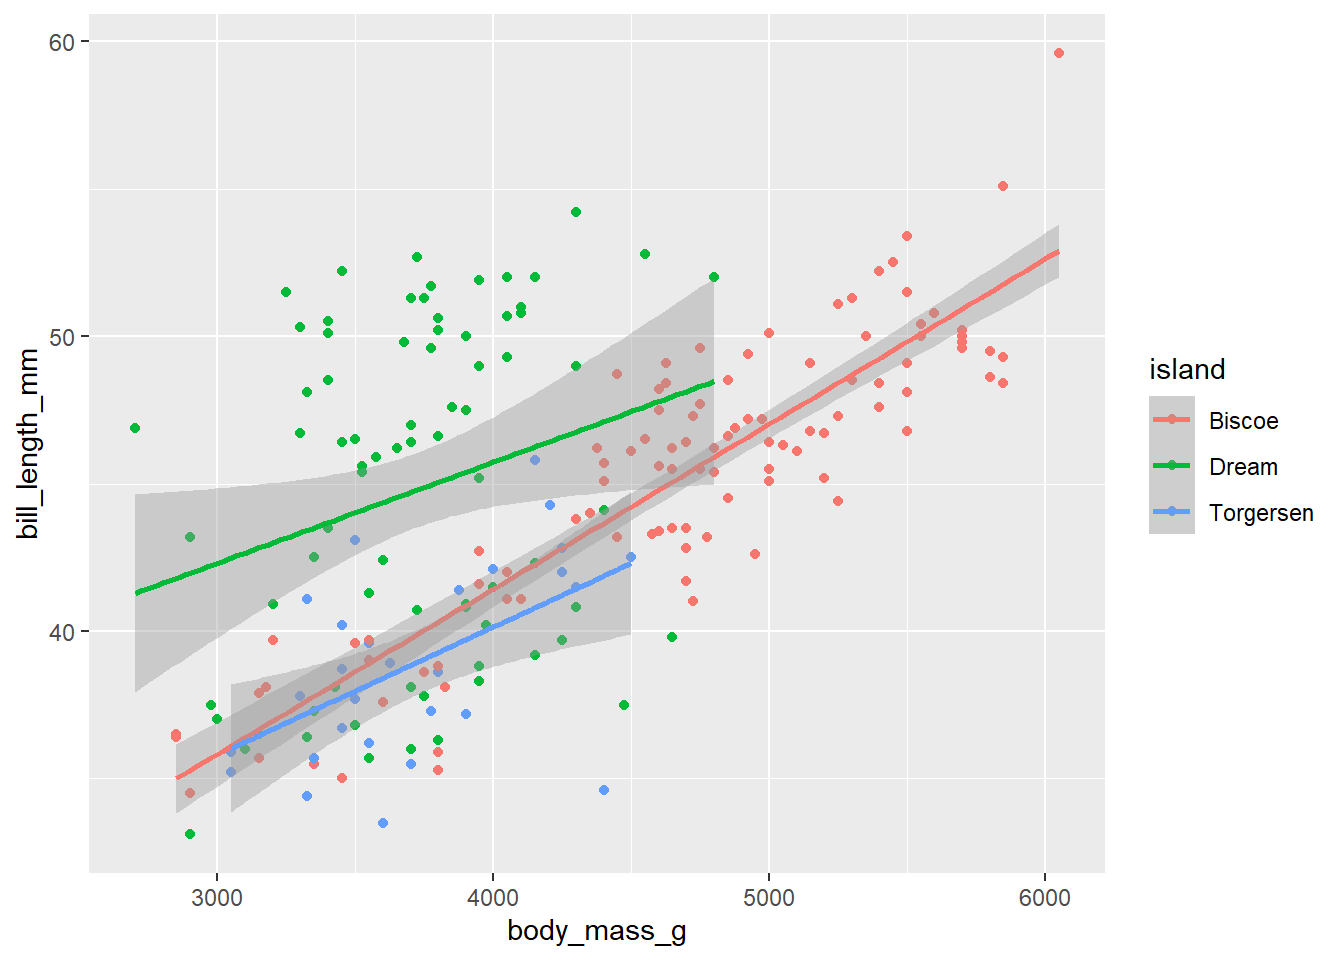 60
50
40
bill_length_mm
3000
4000
5000
6000
body_mass_g
island
Biscoe
Dream
Torgersen